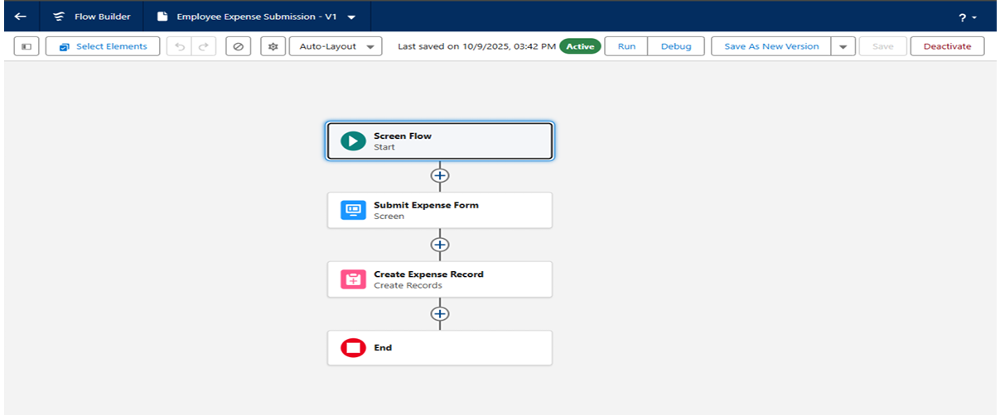 Flow Builder Employee Expense Submission - V1 ?
Select Elements Auto-Layout Last saved on 10/9/2025, 03:42 PM Active Run Debug Save As New Version Save Deactivate
Screen Flow
Start
Submit Expense Form
Screen
Create Expense Record
Create Records
End